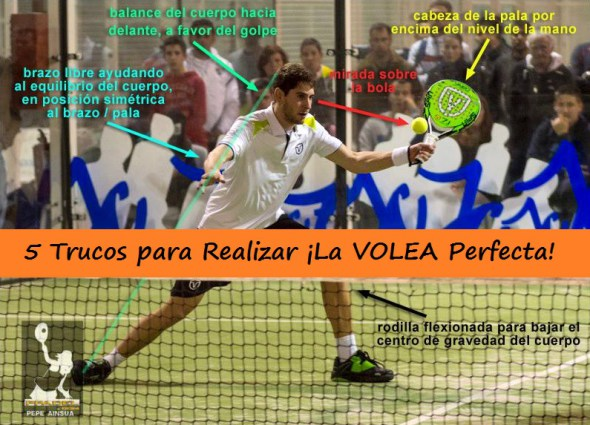 balance del cuerpo hacia
delante, a favor del golpe
cabeza de la pala por
encima del nivel de la mano
brazo libre ayudando
al equilibrio del cuerpo,
en posición simétrica
al brazo / pala
mirada sobre
la bola
5 Trucos para Realizar ¡La VOLEA Perfecta!
rodilla flexionada para bajar el
centro de gravedad del cuerpo
PEPE AINSUA